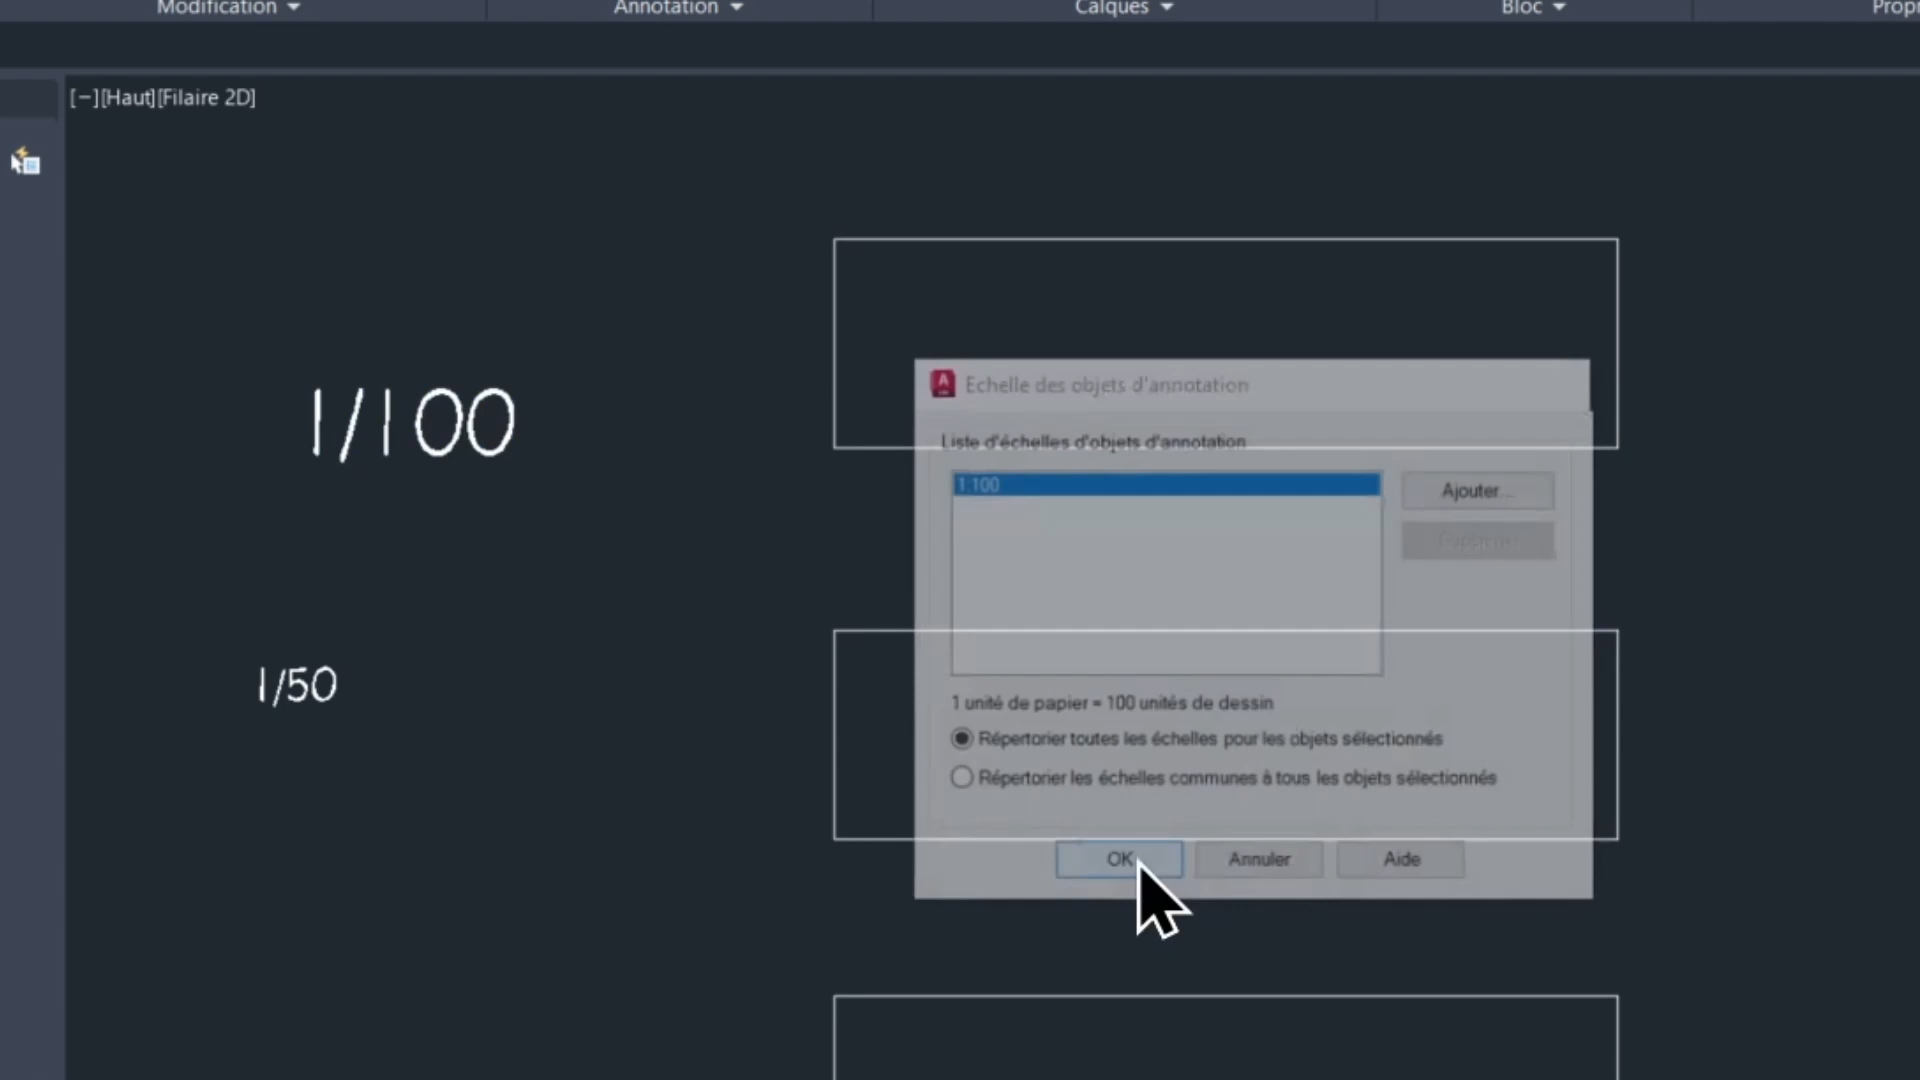 Modification
Annotation
Calques
Bloc
Propr
[−][Haut][Filaire 2D]
1/100
1/50
A
Echelle des objets d'annotation
Liste d'échelles d'objets d'annotation
1:100
Ajouter...
1 unité de papier = 100 unités de dessin
Répertorier toutes les échelles pour les objets sélectionnés
Répertorier les échelles communes à tous les objets sélectionnés
OK
Annuler
Aide